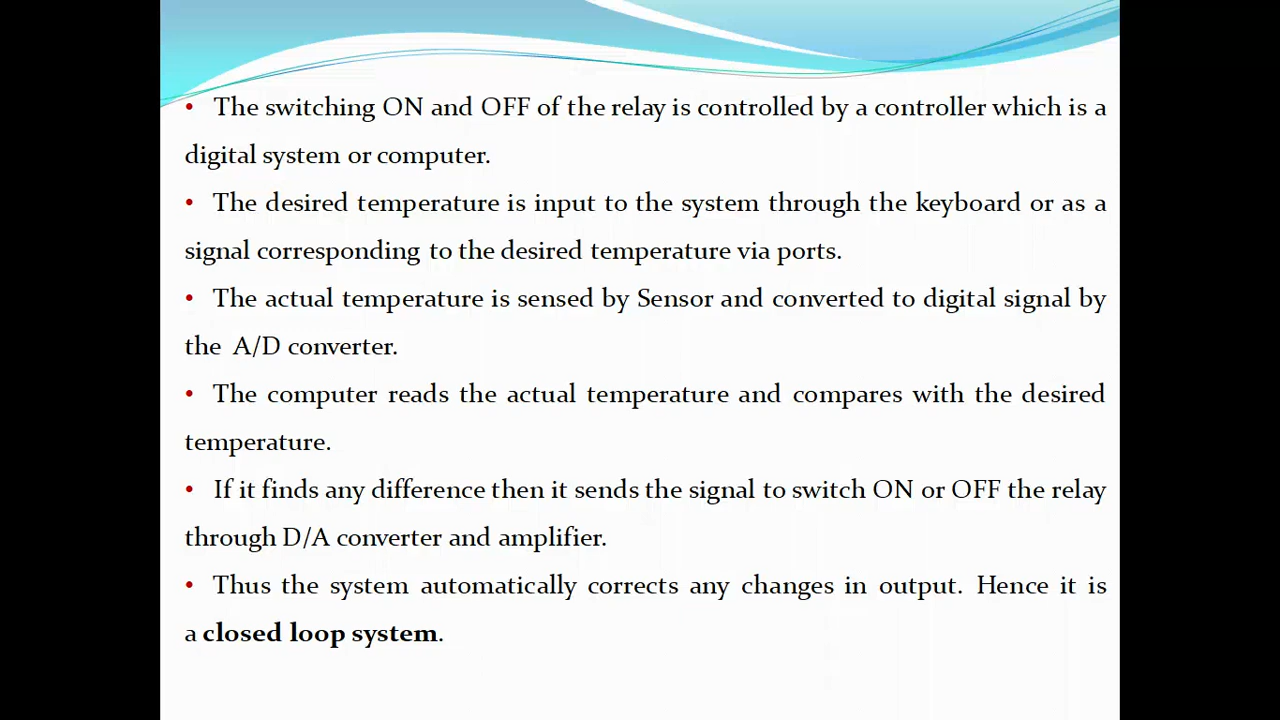 • The switching ON and OFF of the relay is controlled by a controller which is a
digital system or computer.
• The desired temperature is input to the system through the keyboard or as a
signal corresponding to the desired temperature via ports.
• The actual temperature is sensed by Sensor and converted to digital signal by
the A/D converter.
• The computer reads the actual temperature and compares with the desired
temperature.
• If it finds any difference then it sends the signal to switch ON or OFF the relay
through D/A converter and amplifier.
• Thus the system automatically corrects any changes in output. Hence it is
a closed loop system.